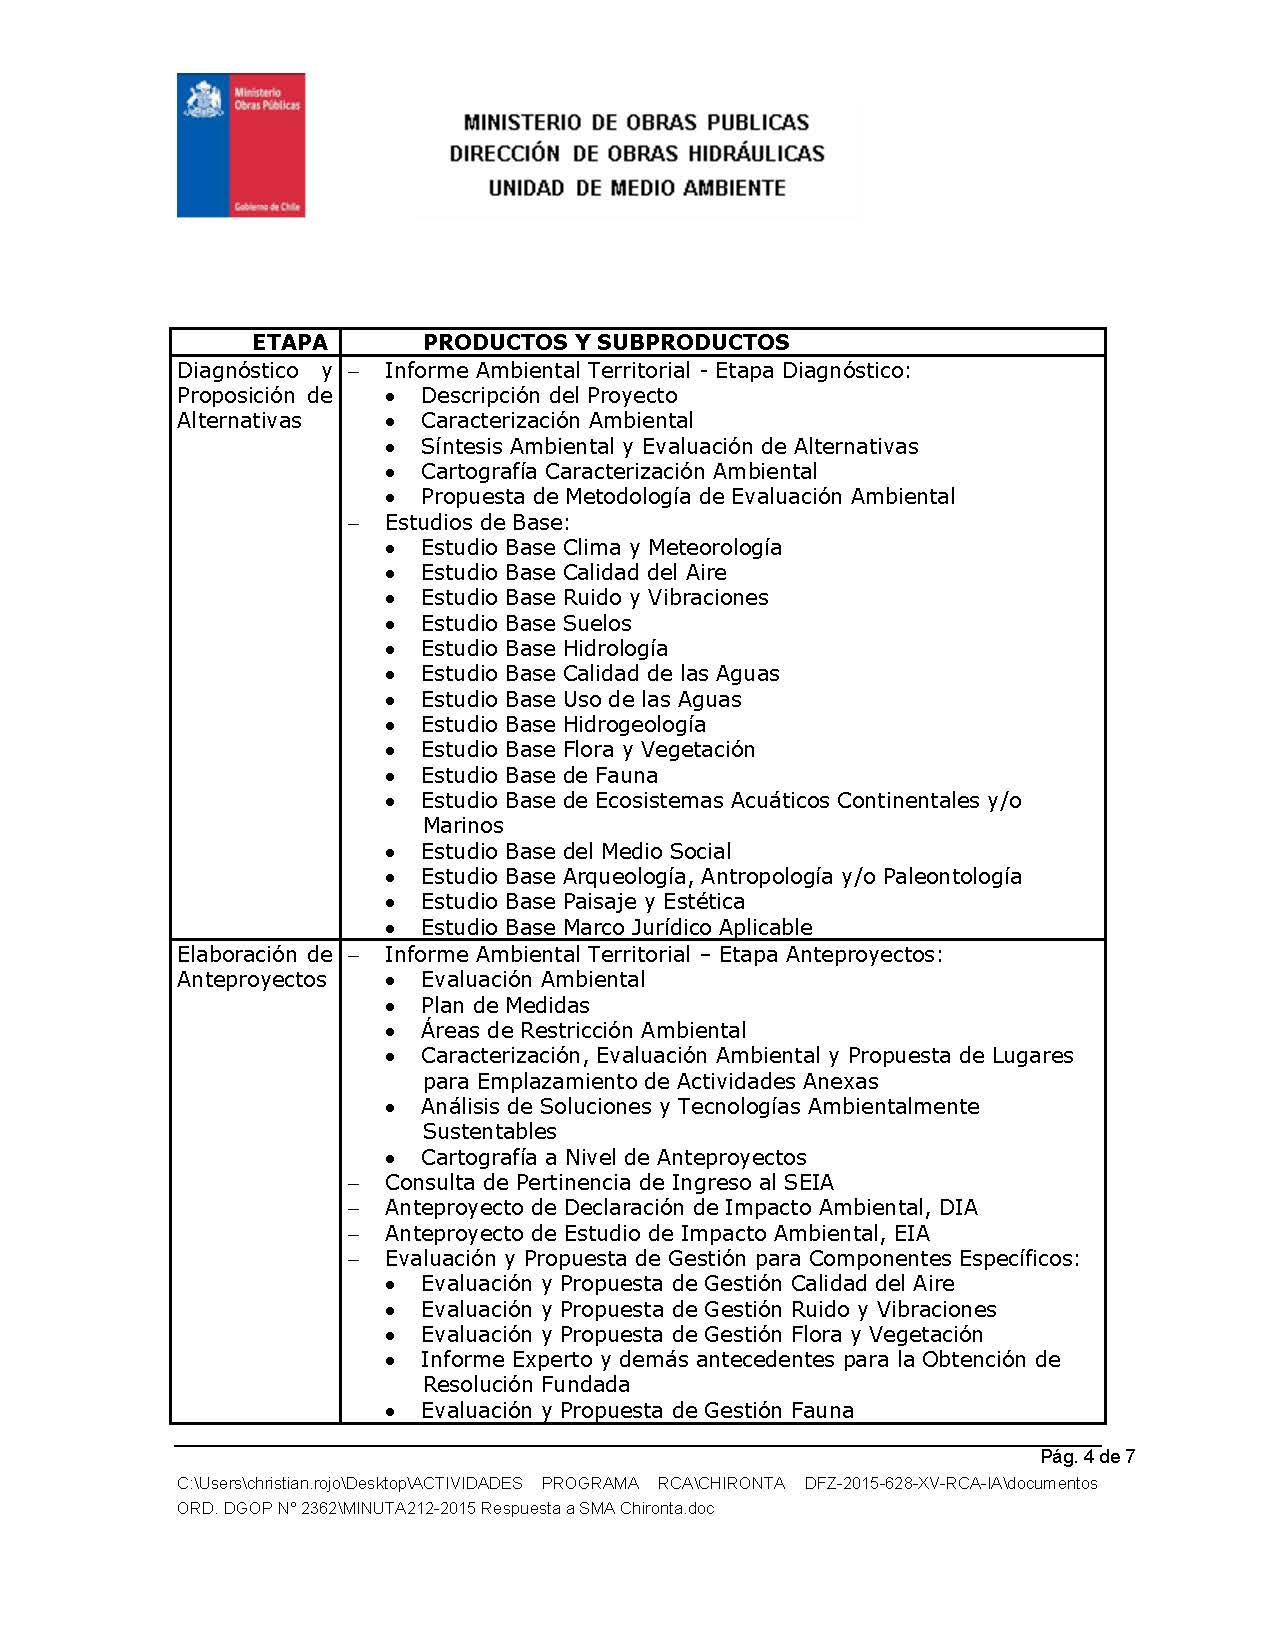 Ministerio
Obras Públicas
Gobierno de Chile
MINISTERIO DE OBRAS PUBLICAS
DIRECCIÓN DE OBRAS HIDRÁULICAS
UNIDAD DE MEDIO AMBIENTE
ETAPA PRODUCTOS Y SUBPRODUCTOS
Diagnóstico y
Proposición de
Alternativas
– Informe Ambiental Territorial - Etapa Diagnóstico:
• Descripción del Proyecto
• Caracterización Ambiental
• Síntesis Ambiental y Evaluación de Alternativas
• Cartografía Caracterización Ambiental
• Propuesta de Metodología de Evaluación Ambiental
– Estudios de Base:
• Estudio Base Clima y Meteorología
• Estudio Base Calidad del Aire
• Estudio Base Ruido y Vibraciones
• Estudio Base Suelos
• Estudio Base Hidrología
• Estudio Base Calidad de las Aguas
• Estudio Base Uso de las Aguas
• Estudio Base Hidrogeología
• Estudio Base Flora y Vegetación
• Estudio Base de Fauna
• Estudio Base de Ecosistemas Acuáticos Continentales y/o
Marinos
• Estudio Base del Medio Social
• Estudio Base Arqueología, Antropología y/o Paleontología
• Estudio Base Paisaje y Estética
• Estudio Base Marco Jurídico Aplicable
Elaboración de
Anteproyectos
– Informe Ambiental Territorial – Etapa Anteproyectos:
• Evaluación Ambiental
• Plan de Medidas
• Áreas de Restricción Ambiental
• Caracterización, Evaluación Ambiental y Propuesta de Lugares
para Emplazamiento de Actividades Anexas
• Análisis de Soluciones y Tecnologías Ambientalmente
Sustentables
• Cartografía a Nivel de Anteproyectos
– Consulta de Pertinencia de Ingreso al SEIA
– Anteproyecto de Declaración de Impacto Ambiental, DIA
– Anteproyecto de Estudio de Impacto Ambiental, EIA
– Evaluación y Propuesta de Gestión para Componentes Específicos:
• Evaluación y Propuesta de Gestión Calidad del Aire
• Evaluación y Propuesta de Gestión Ruido y Vibraciones
• Evaluación y Propuesta de Gestión Flora y Vegetación
• Informe Experto y demás antecedentes para la Obtención de
Resolución Fundada
• Evaluación y Propuesta de Gestión Fauna
Pág. 4 de 7
C:\Users\christian.rojo\Desktop\ACTIVIDADES PROGRAMA RCA\CHIRONTA DFZ-2015-628-XV-RCA-IA\documentos
ORD. DGOP N° 2362\MINUTA212-2015 Respuesta a SMA Chironta.doc